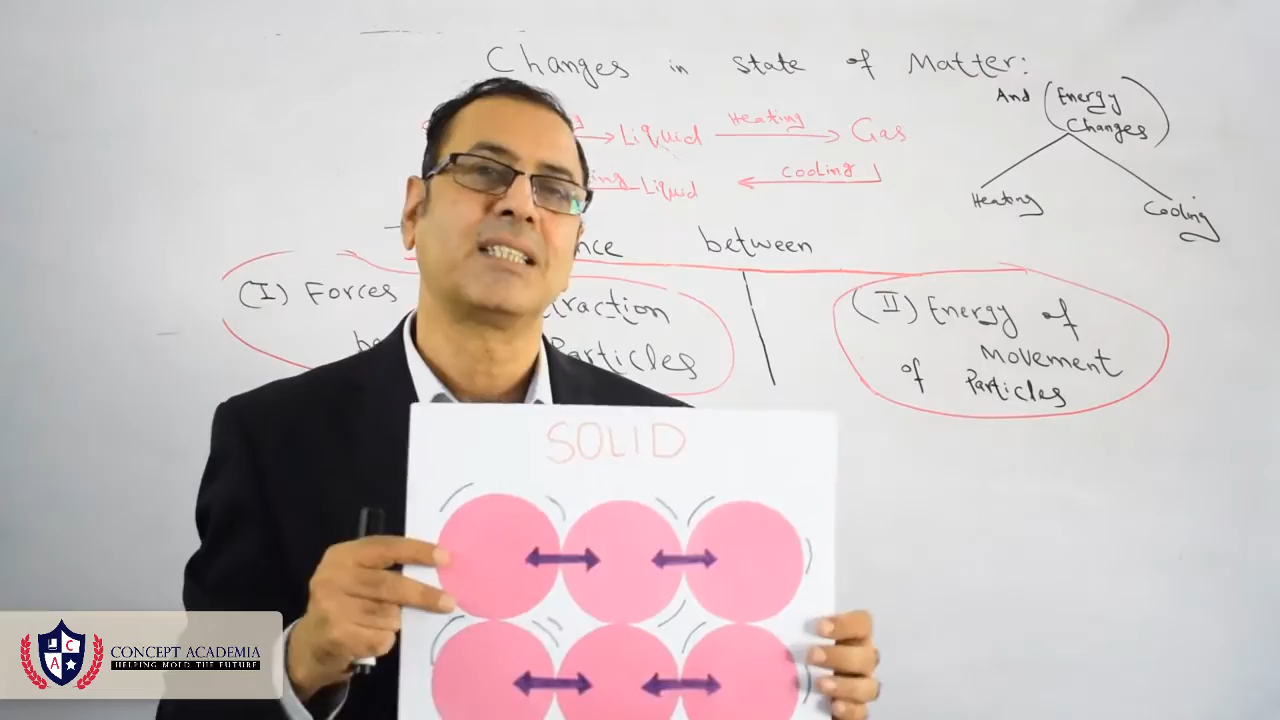 Changes in state of Matter:
And (Energy
Changes)
Liquid Heating Gas
Liquid cooling
Heating
Cooling
between
(I) Forces
Particles
(II) Energy of
Movement
of Particles
SOLID
CONCEPT ACADEMIA
HELPING MOLD THE FUTURE
C
A